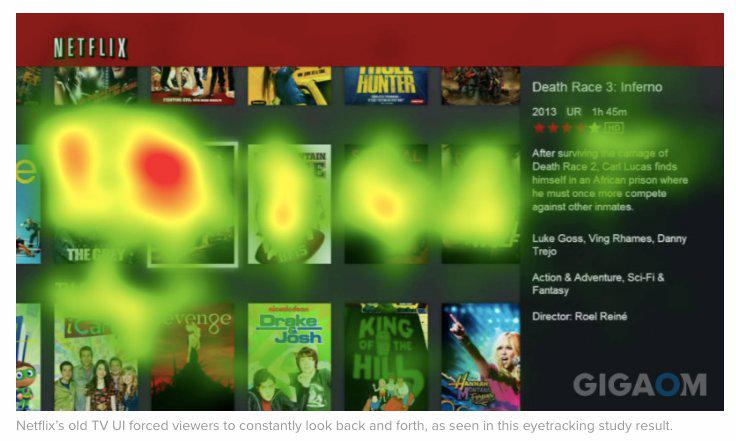 NETFLIX
FIGHTING EVIL
TROLL
HUNTER
Death Race 3: Inferno
2013 UR 1h 45m
HD
After surviving the carnage of
Death Race 2, Carl Lucas finds
himself in an African prison where
he must once more compete
against other inmates.
THE GREY
Luke Goss, Ving Rhames, Danny
Trejo
Action & Adventure, Sci-Fi &
Fantasy
Director: Roel Reiné
iCarly
revenge
nickelodeon
Drake
& Josh
KING
OF THE
HILL
HANNAH
MONTANA
Forever
GIGAOM
Netflix's old TV UI forced viewers to constantly look back and forth, as seen in this eyetracking study result.